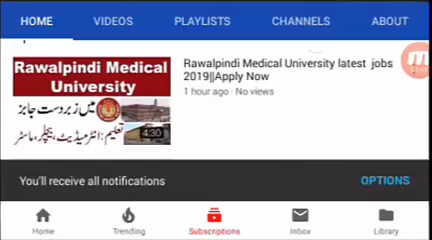 HOME VIDEOS PLAYLISTS CHANNELS ABOUT
Rawalpindi Medical
University
میں زبردست جابز
تعلیم: انٹرمیڈیٹ، بیچلر، ماسٹر
4:30
Rawalpindi Medical University latest jobs
2019||Apply Now
1 hour ago · No views
You'll receive all notifications OPTIONS
Home Trending Subscriptions Inbox Library